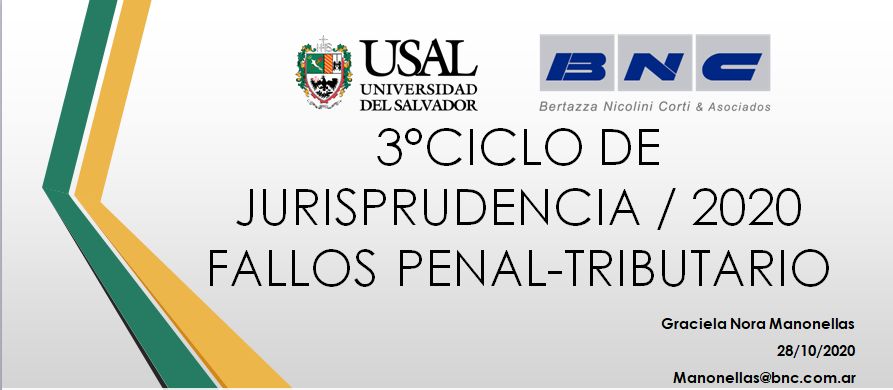 USAL
UNIVERSIDAD
DEL SALVADOR
BNC
Bertazza Nicolini Corti & Asociados
3°CICLO DE
JURISPRUDENCIA / 2020
FALLOS PENAL-TRIBUTARIO
Graciela Nora Manonellas
28/10/2020
Manonellas@bnc.com.ar